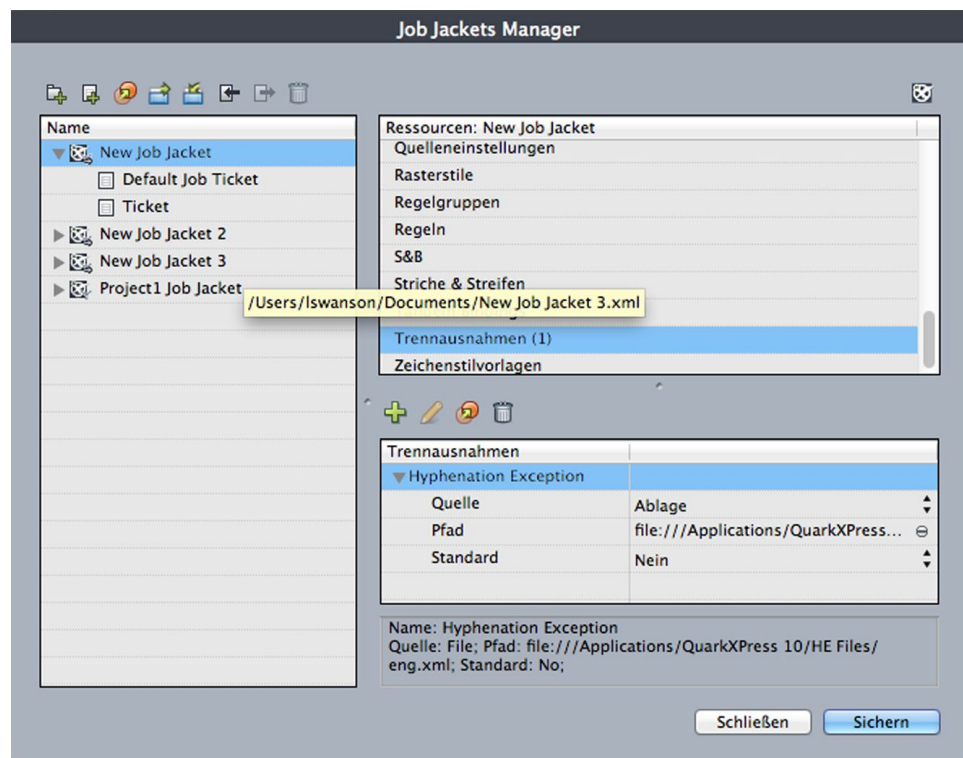 Job Jackets Manager
Name
New Job Jacket
Default Job Ticket
Ticket
New Job Jacket 2
New Job Jacket 3
Project1 Job Jacket
/Users/lswanson/Documents/New Job Jacket 3.xml
Ressourcen: New Job Jacket
Quelleneinstellungen
Rasterstile
Regelgruppen
Regeln
S&B
Striche & Streifen
Trennausnahmen (1)
Zeichenstilvorlagen
Trennausnahmen
Hyphenation Exception
Quelle Ablage
Pfad file:///Applications/QuarkXPress...
Standard Nein
Name: Hyphenation Exception
Quelle: File; Pfad: file:///Applications/QuarkXPress 10/HE Files/
eng.xml; Standard: No;
Schließen Sichern